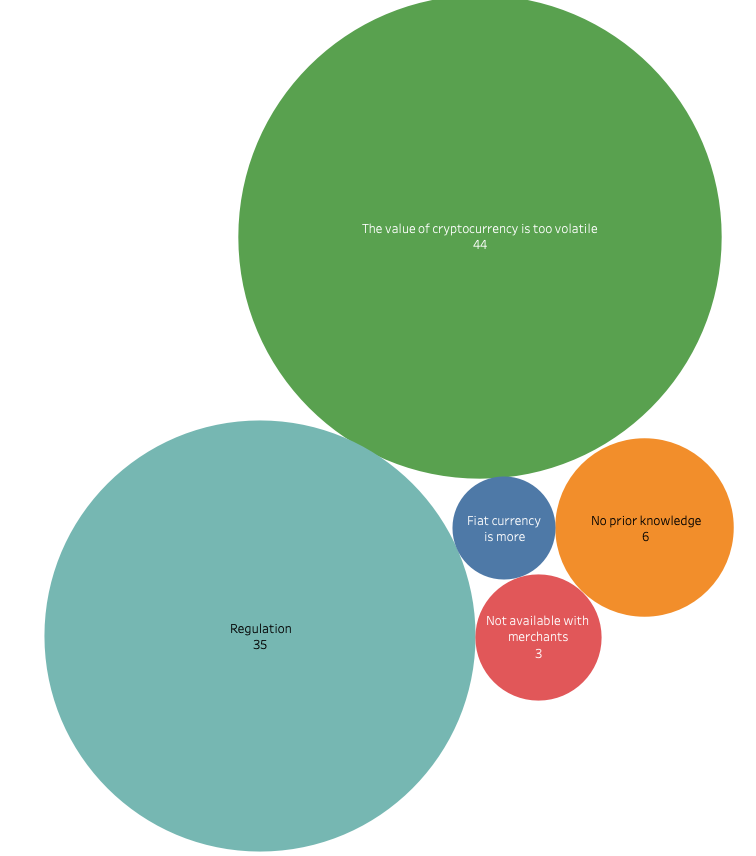 The value of cryptocurrency is too volatile
44
Fiat currency
is more
No prior knowledge
6
Not available with
merchants
3
Regulation
35